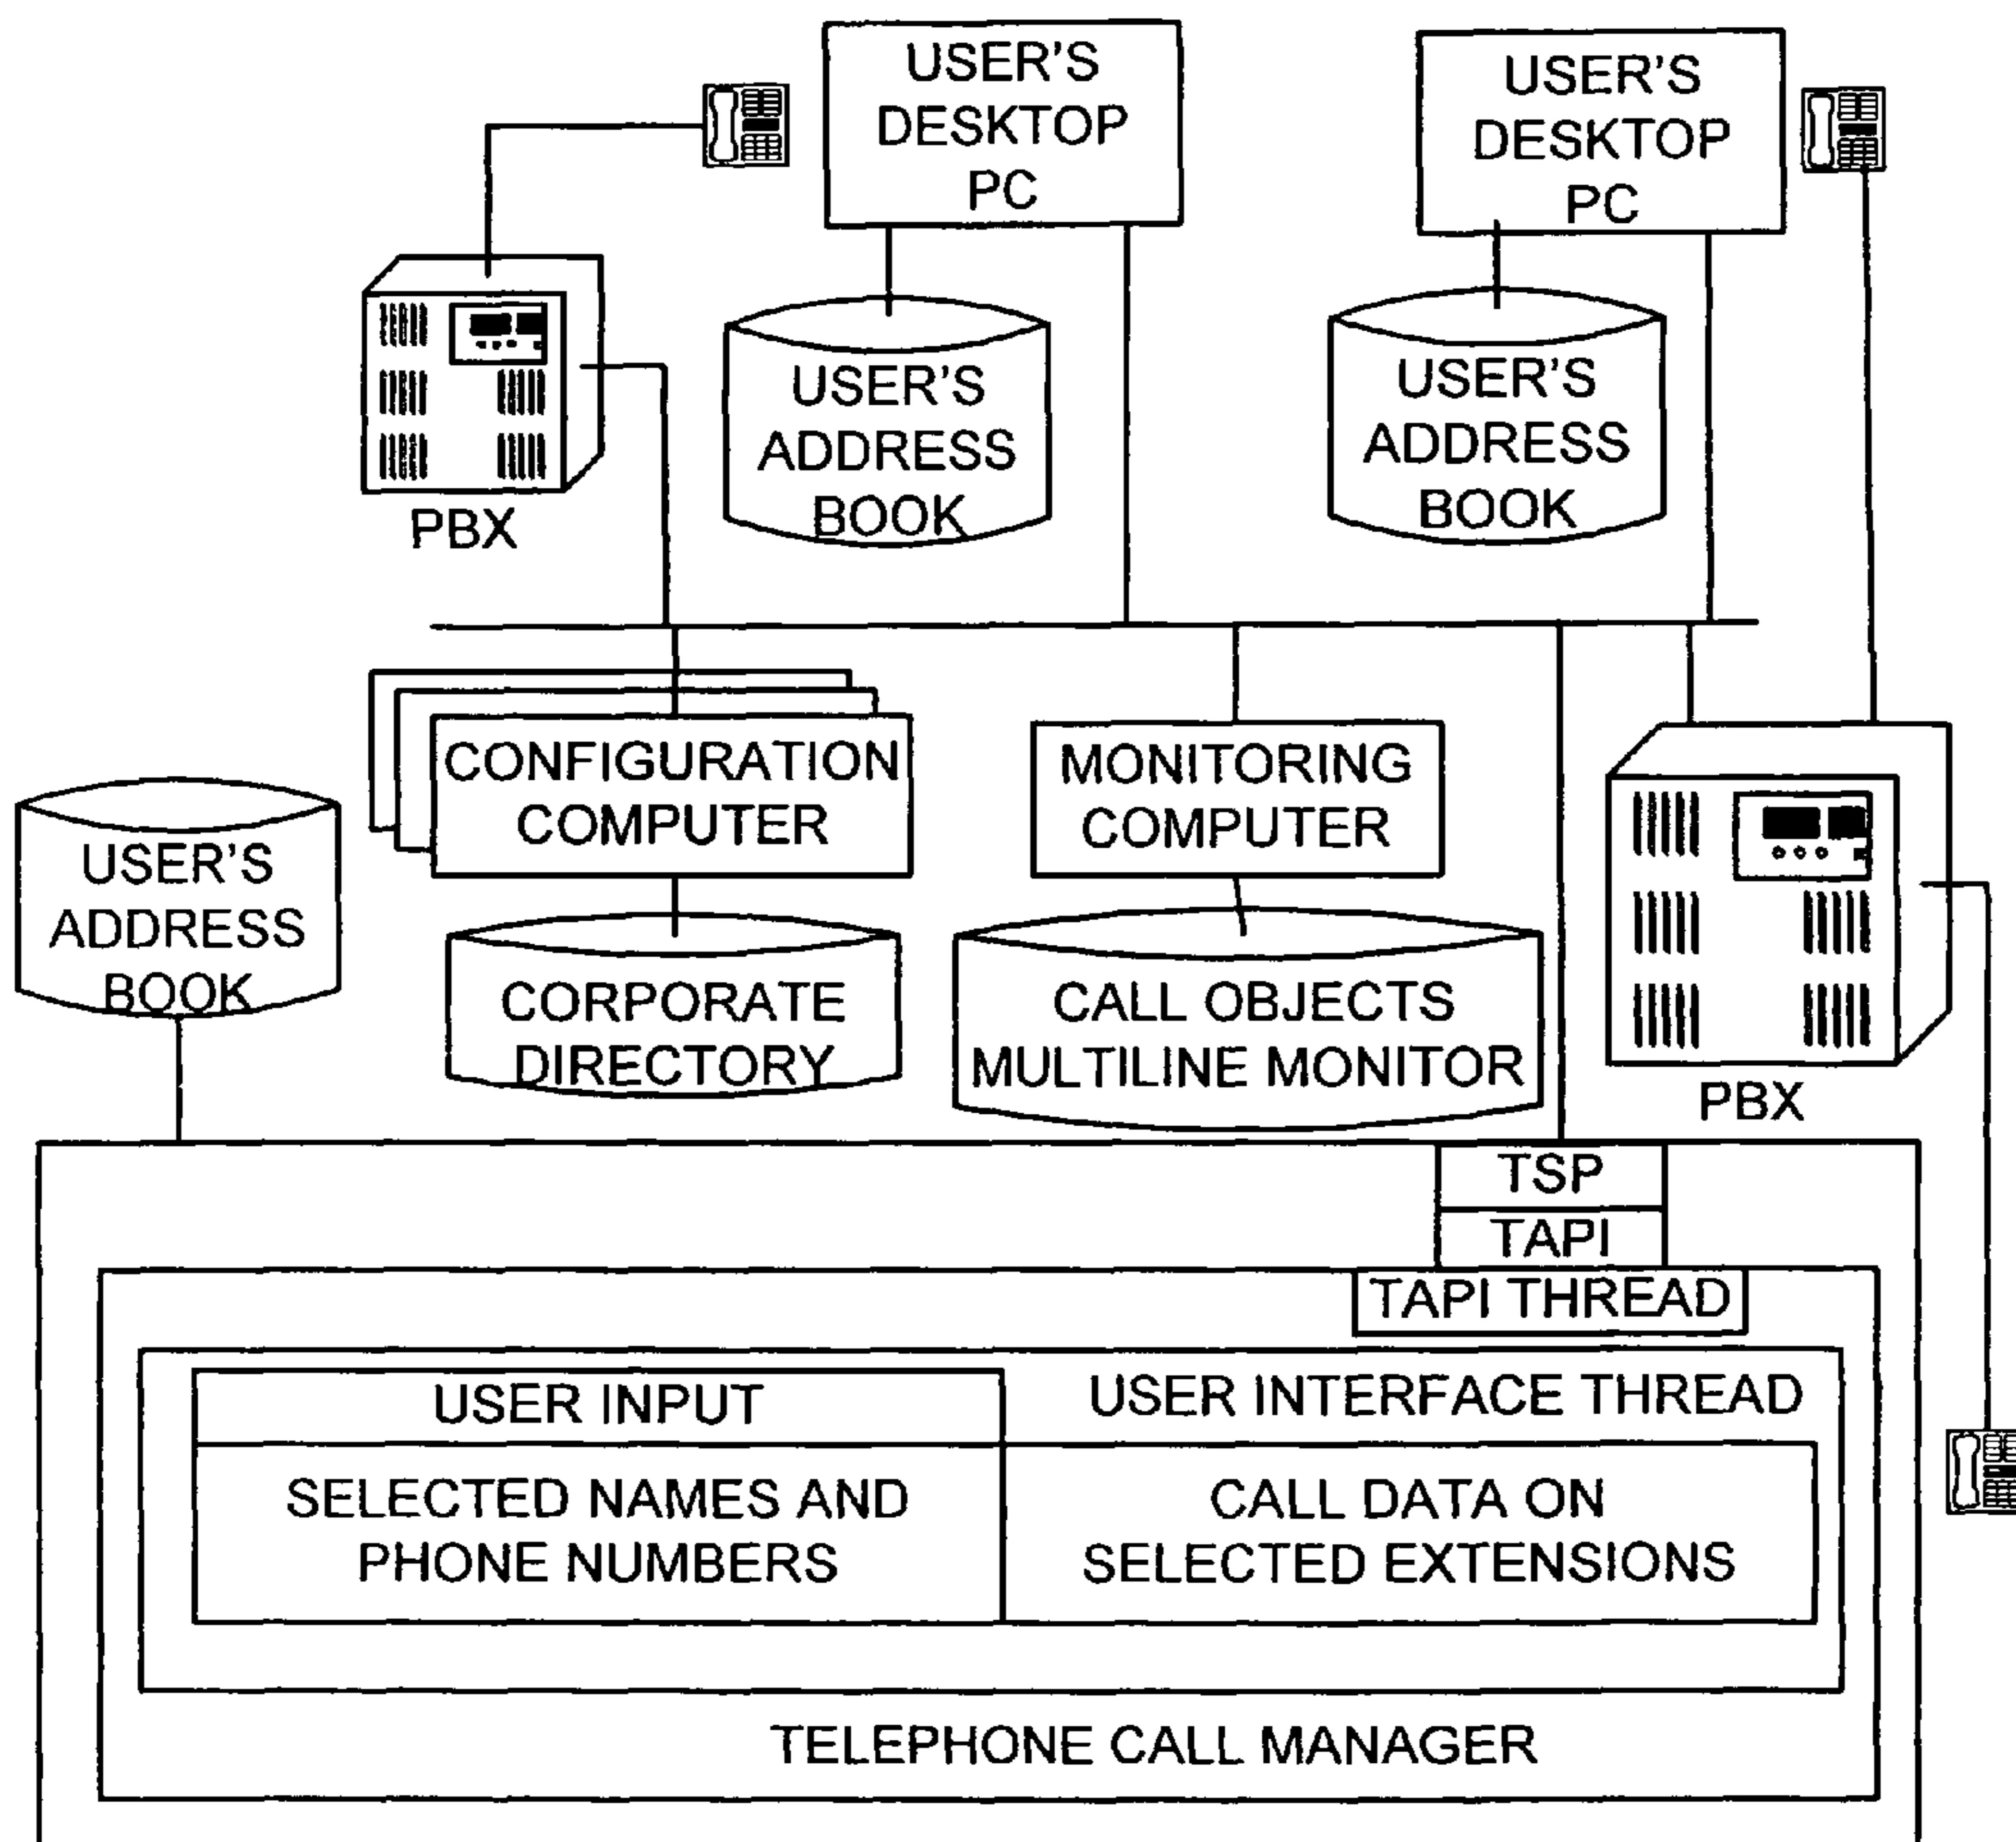 USER'S
DESKTOP
PC
USER'S
DESKTOP
PC
USER'S
ADDRESS
BOOK
USER'S
ADDRESS
BOOK
PBX
CONFIGURATION
COMPUTER
MONITORING
COMPUTER
USER'S
ADDRESS
BOOK
CORPORATE
DIRECTORY
CALL OBJECTS
MULTILINE MONITOR
PBX
TSP
TAPI
TAPI THREAD
USER INPUT
USER INTERFACE THREAD
SELECTED NAMES AND
PHONE NUMBERS
CALL DATA ON
SELECTED EXTENSIONS
TELEPHONE CALL MANAGER